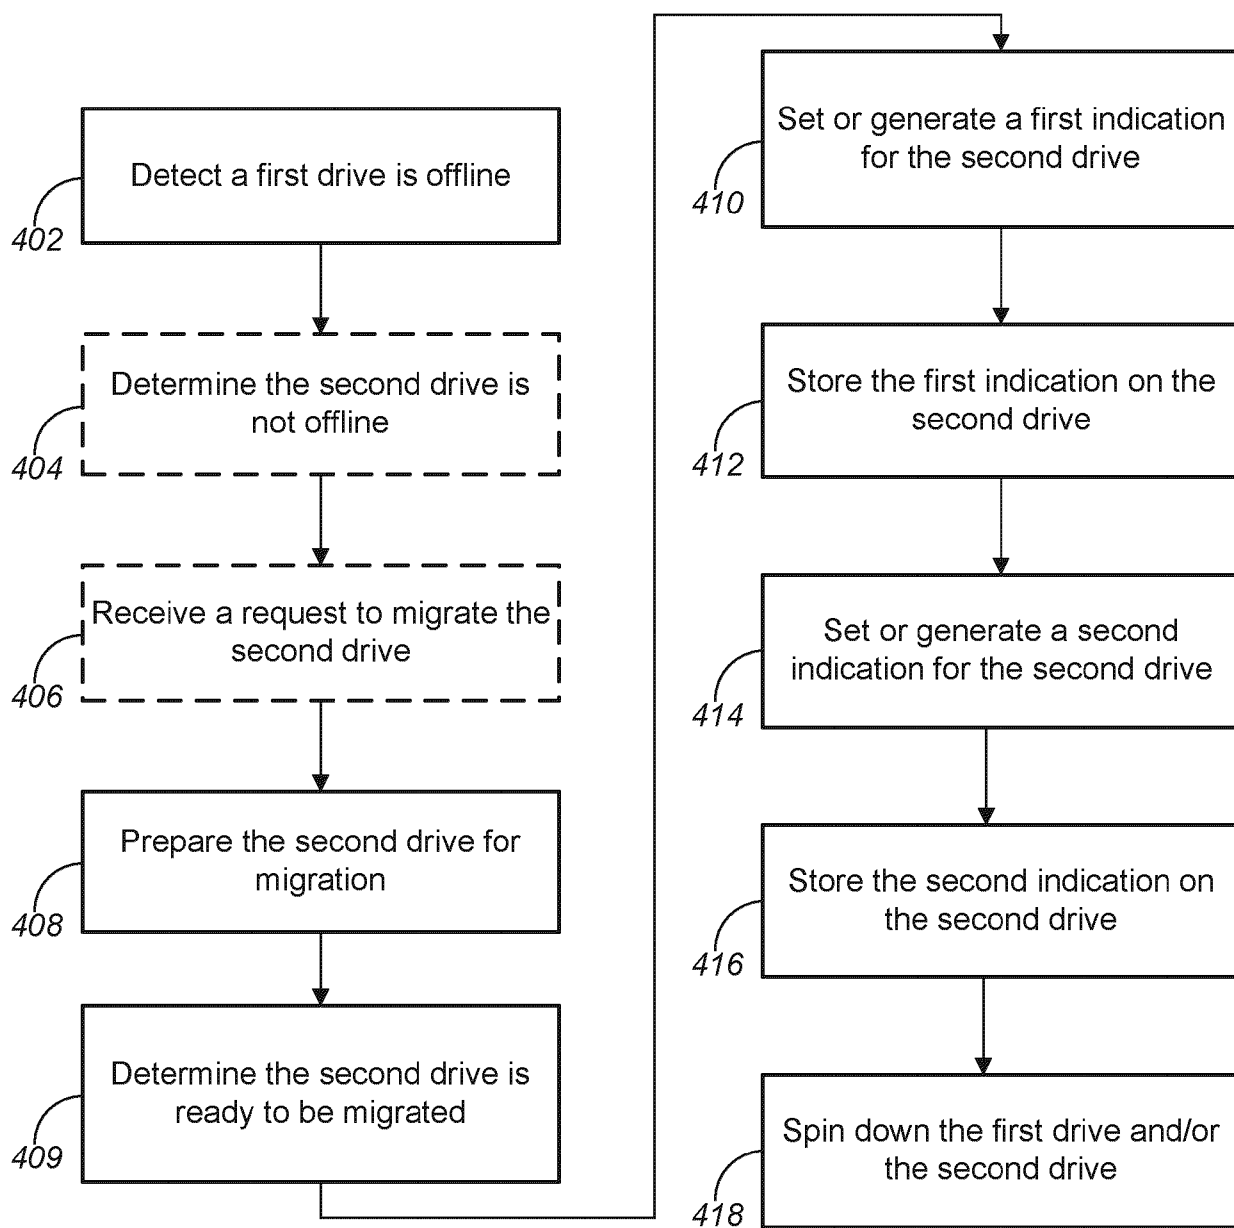 Detect a first drive is offline
402
Determine the second drive is
not offline
404
Receive a request to migrate the
second drive
406
Prepare the second drive for
migration
408
Determine the second drive is
ready to be migrated
409
Set or generate a first indication
for the second drive
410
Store the first indication on the
second drive
412
Set or generate a second
indication for the second drive
414
Store the second indication on
the second drive
416
Spin down the first drive and/or
the second drive
418